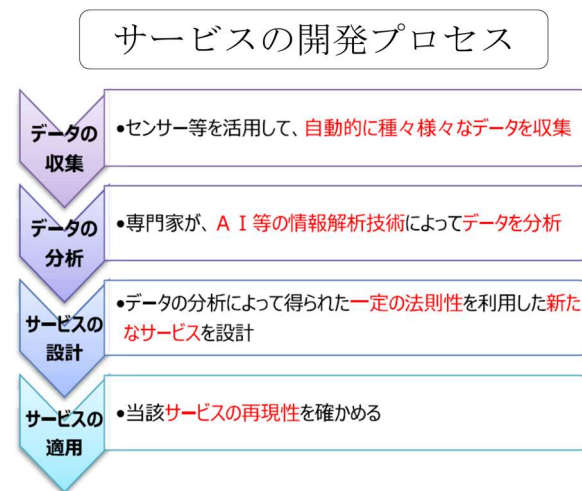 サービスの開発プロセス
データの
収集
•センサー等を活用して、自動的に種々様々なデータを収集
データの
分析
•専門家が、ＡＩ等の情報解析技術によってデータを分析
サービスの
設計
•データの分析によって得られた一定の法則性を利用した新た
なサービスを設計
サービスの
適用
•当該サービスの再現性を確かめる